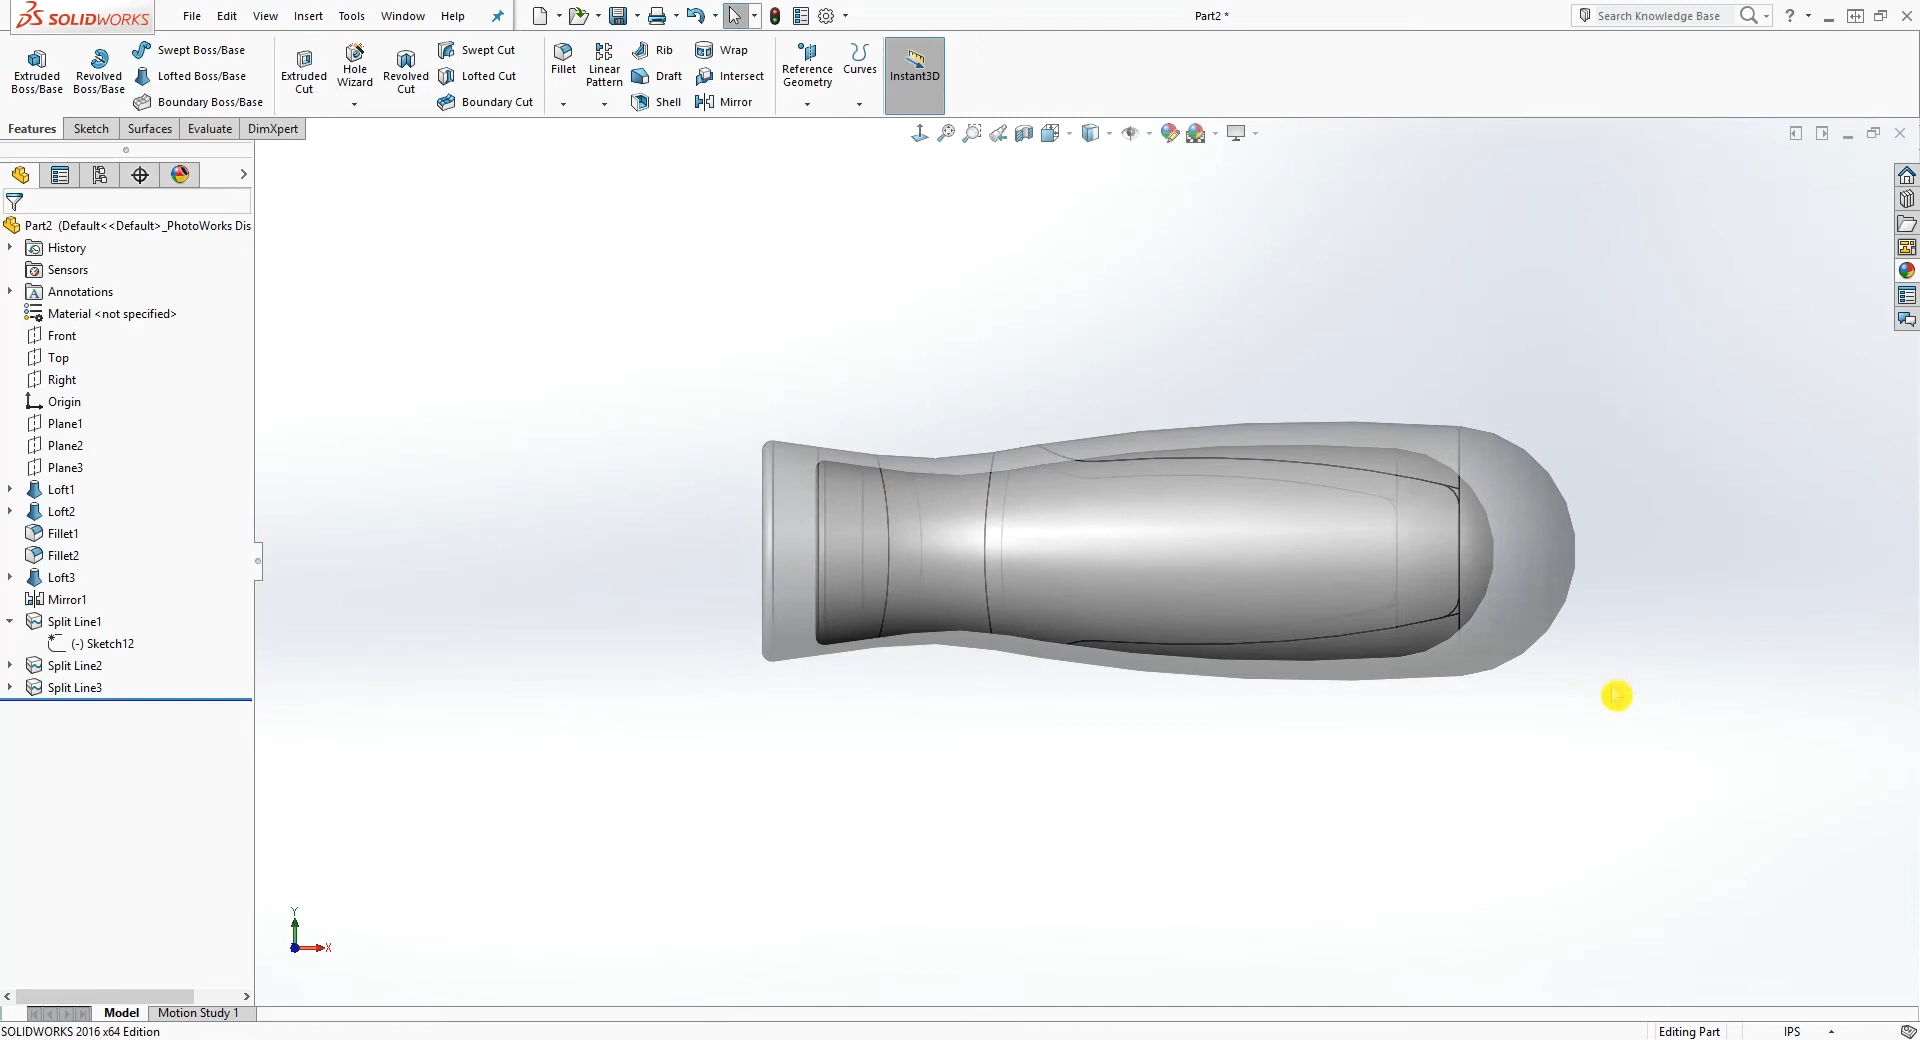 SOLIDWORKS
File Edit View Insert Tools Window Help
Part2 *
Search Knowledge Base
?
Extruded Boss/Base
Revolved Boss/Base
Swept Boss/Base
Lofted Boss/Base
Boundary Boss/Base
Extruded Cut
Hole Wizard
Revolved Cut
Swept Cut
Lofted Cut
Boundary Cut
Fillet
Linear Pattern
Rib
Draft
Shell
Wrap
Intersect
Mirror
Reference Geometry
Curves
Instant3D
Features Sketch Surfaces Evaluate DimXpert
Part2 (Default<<Default>_PhotoWorks Dis
History
Sensors
Annotations
Material <not specified>
Front
Top
Right
Origin
Plane1
Plane2
Plane3
Loft1
Loft2
Fillet1
Fillet2
Loft3
Mirror1
Split Line1
(-) Sketch12
Split Line2
Split Line3
Y
X
Model Motion Study 1
SOLIDWORKS 2016 x64 Edition
Editing Part
IPS